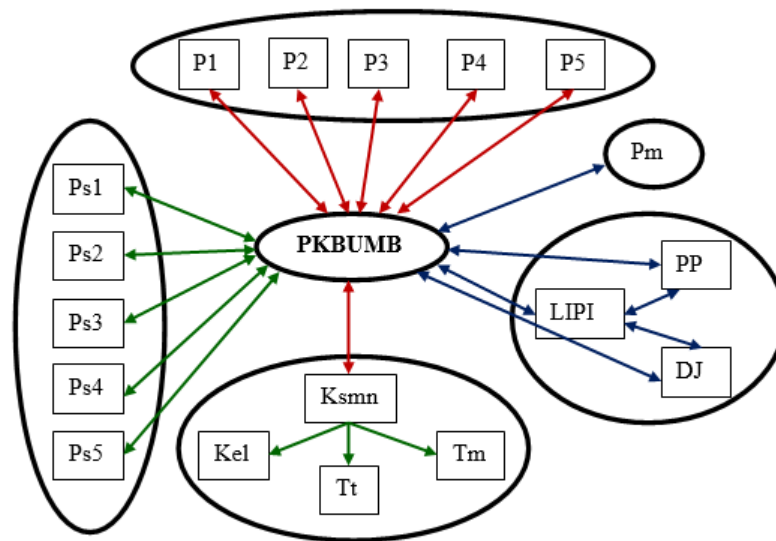 P1
P2
P3
P4
P5
Pm
Ps1
Ps2
Ps3
Ps4
Ps5
PKBUMB
PP
LIPI
DJ
Ksmn
Kel
Tt
Tm